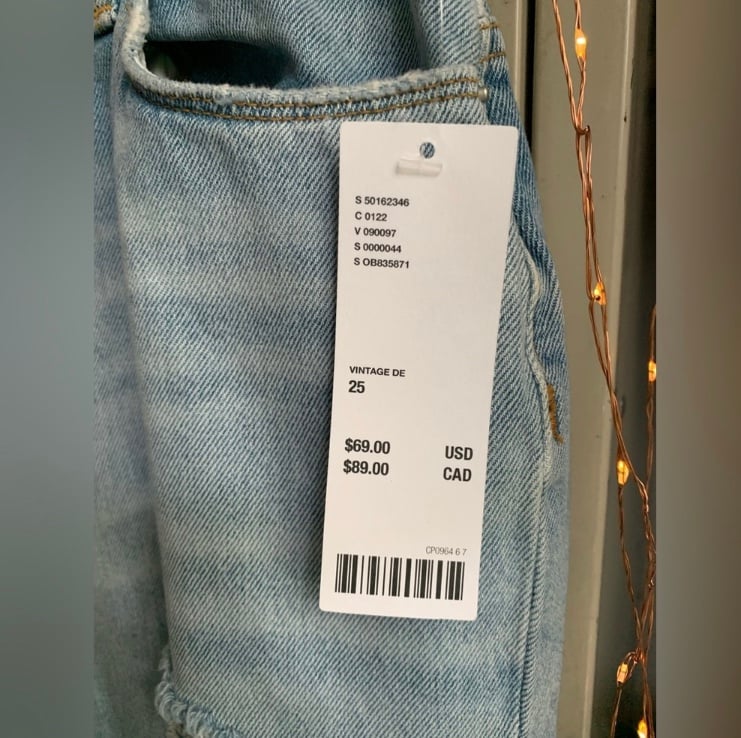 S 50162346
C 0122
V 090097
S 0000044
S OB835871
VINTAGE DE
25
$69.00 USD
$89.00 CAD
CP0964 6 7